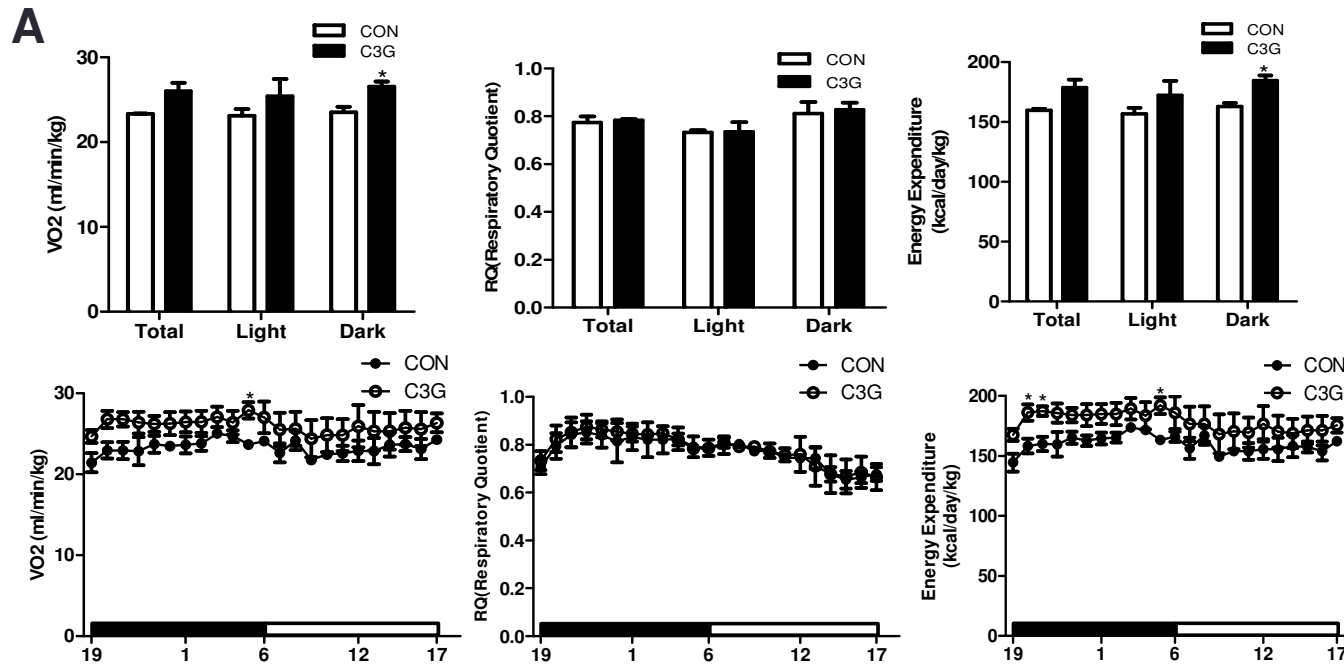 A
CON
C3G
30
20
10
0
VO2 (ml/min/kg)
*
Total Light Dark
CON
C3G
1.0
0.8
0.6
0.4
0.2
0.0
RQ(Respiratory Quotient)
Total Light Dark
CON
C3G
200
150
100
50
0
Energy Expenditure
(kcal/day/kg)
*
Total Light Dark
CON
C3G
30
20
10
0
VO2 (ml/min/kg)
*
19 1 6 12 17
CON
C3G
1.0
0.8
0.6
0.4
0.2
0.0
RQ(Respiratory Quotient)
19 1 6 12 17
CON
C3G
200
150
100
50
0
Energy Expenditure
(kcal/day/kg)
* * *
19 1 6 12 17